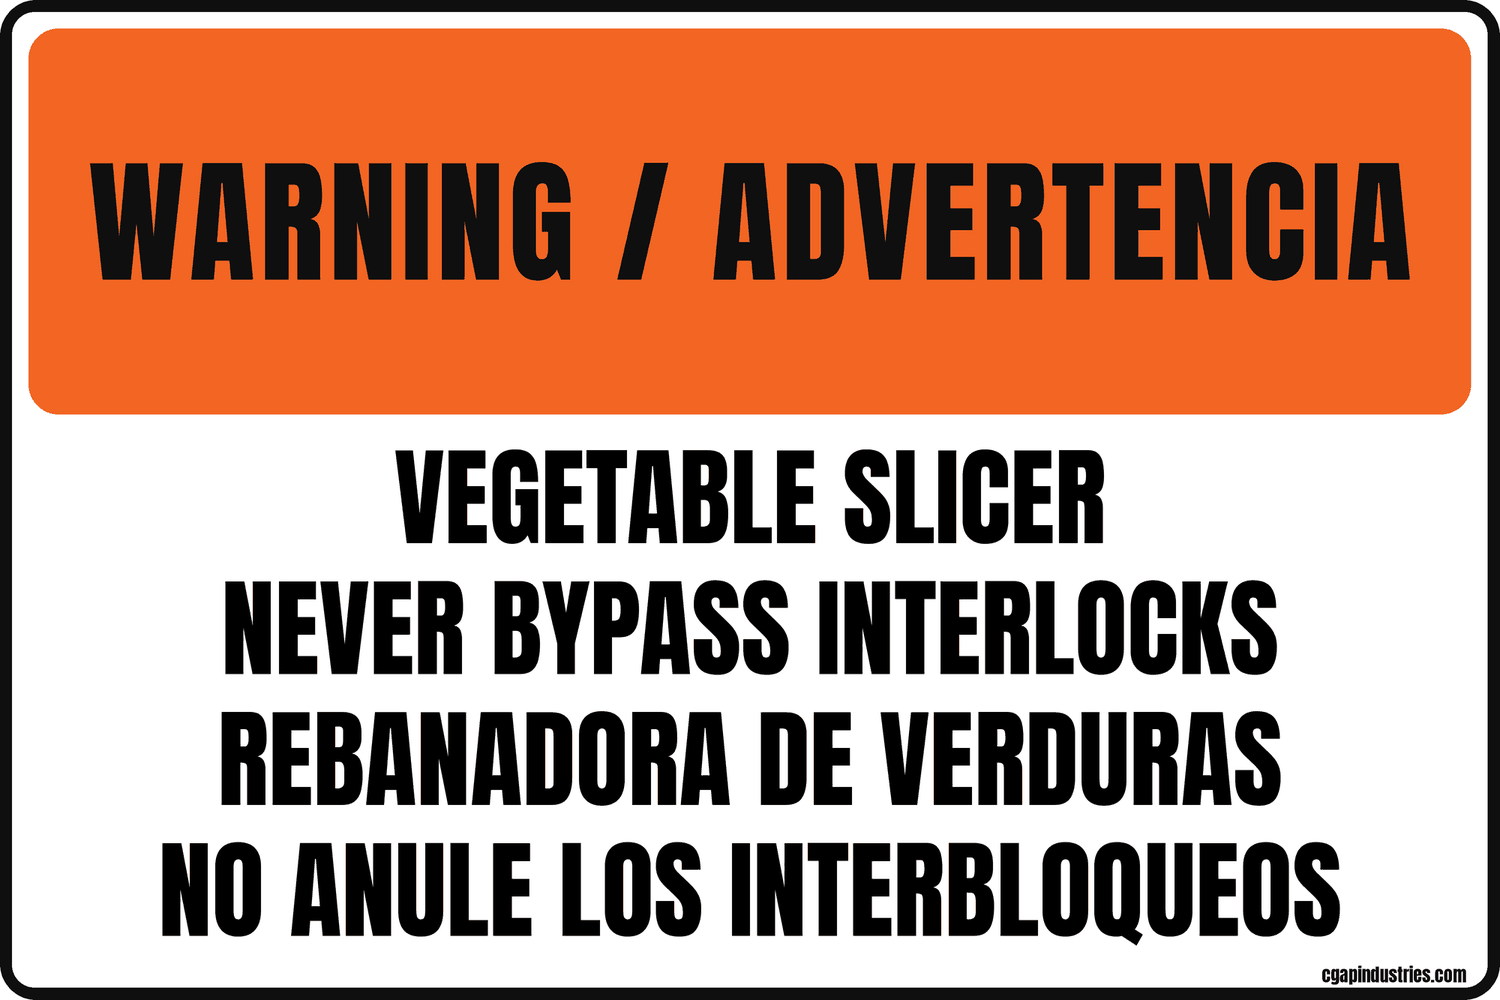 WARNING / ADVERTENCIA
VEGETABLE SLICER
NEVER BYPASS INTERLOCKS
REBANADORA DE VERDURAS
NO ANULE LOS INTERBLOQUEOS
cgapindustries.com